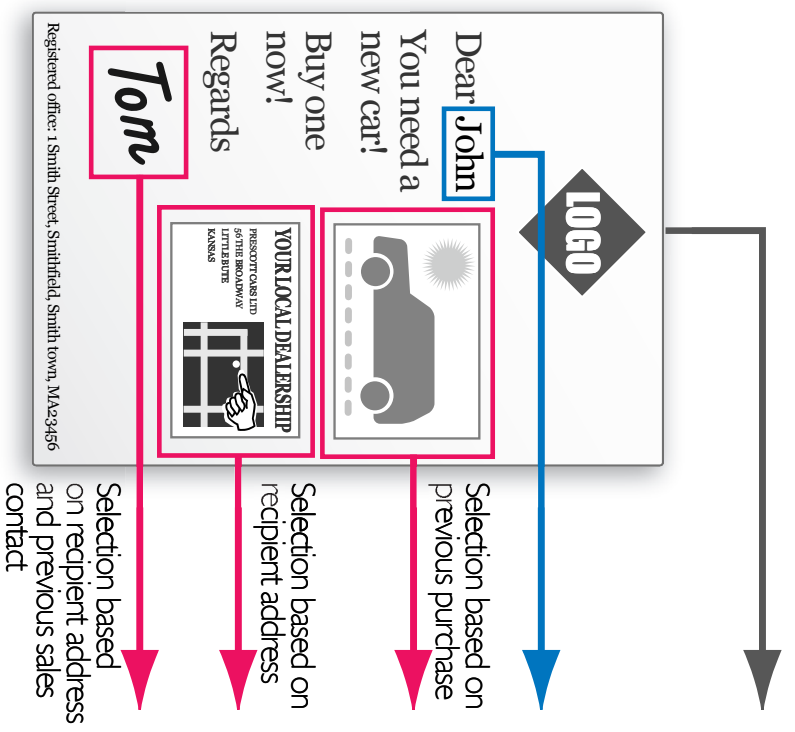 LOGO
Dear John
You need a
new car!
Buy one
now!
Regards
Tom
YOUR LOCAL DEALERSHIP
PRESCOTT CARS LTD
56 THE BROADWAY
LITTLE BUTE
KANSAS
Registered office: 1 Smith Street, Smithfield, Smith town, MA23456
Selection based on
previous purchase
Selection based on
recipient address
Selection based
on recipient address
and previous sales
contact